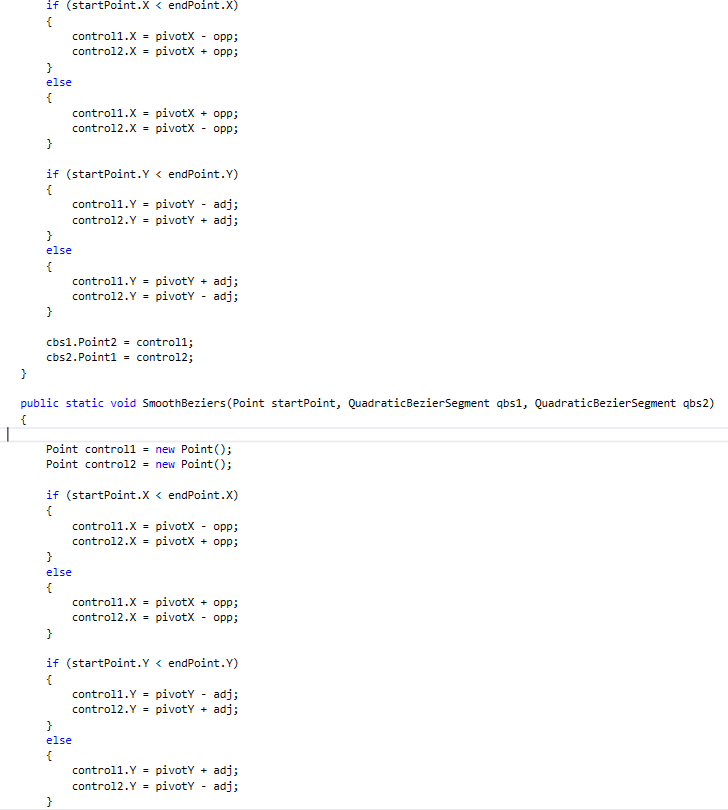 if (startPoint.X < endPoint.X)
{
control1.X = pivotX - opp;
control2.X = pivotX + opp;
}
else
{
control1.X = pivotX + opp;
control2.X = pivotX - opp;
}
if (startPoint.Y < endPoint.Y)
{
control1.Y = pivotY - adj;
control2.Y = pivotY + adj;
}
else
{
control1.Y = pivotY + adj;
control2.Y = pivotY - adj;
}
cbs1.Point2 = control1;
cbs2.Point1 = control2;
}
public static void SmoothBeziers(Point startPoint, QuadraticBezierSegment qbs1, QuadraticBezierSegment qbs2)
{
Point control1 = new Point();
Point control2 = new Point();
if (startPoint.X < endPoint.X)
{
control1.X = pivotX - opp;
control2.X = pivotX + opp;
}
else
{
control1.X = pivotX + opp;
control2.X = pivotX - opp;
}
if (startPoint.Y < endPoint.Y)
{
control1.Y = pivotY - adj;
control2.Y = pivotY + adj;
}
else
{
control1.Y = pivotY + adj;
control2.Y = pivotY - adj;
}